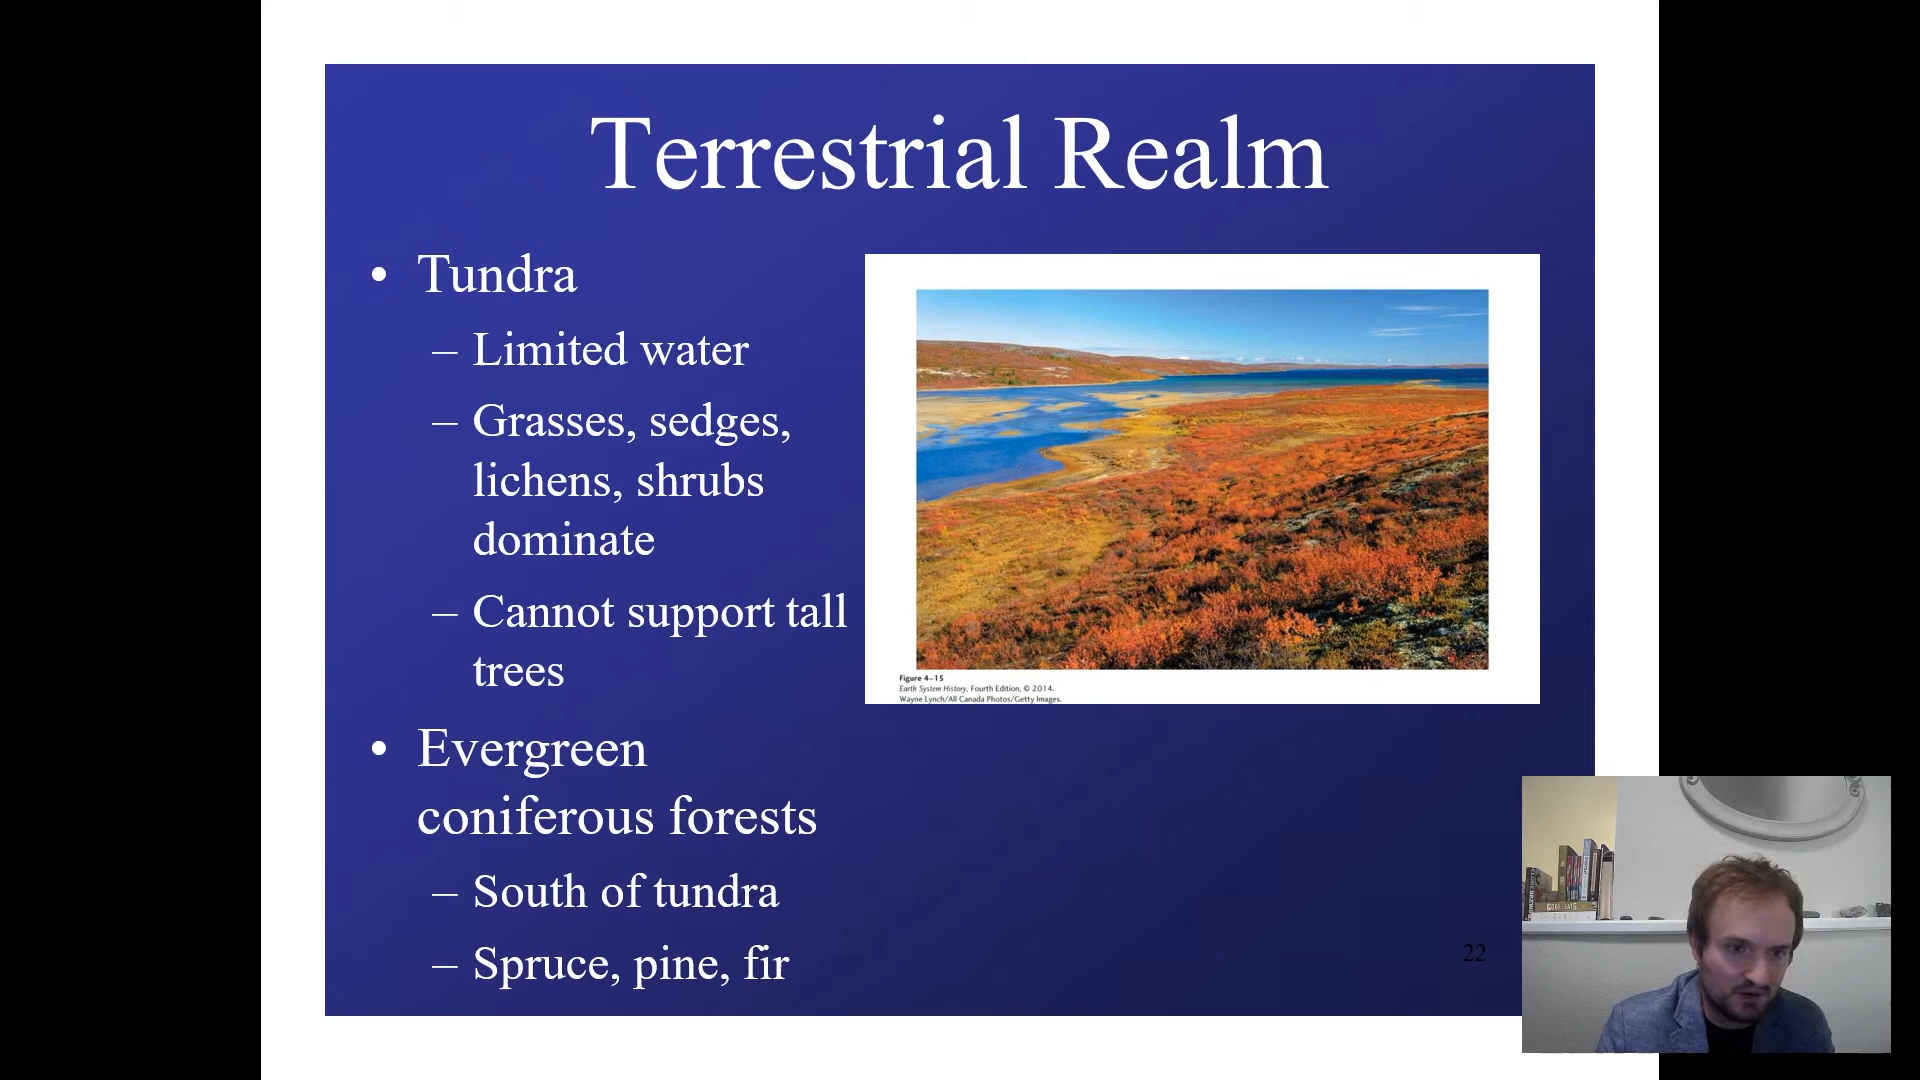 Terrestrial Realm
• Tundra
– Limited water
– Grasses, sedges,
lichens, shrubs
dominate
– Cannot support tall
trees
• Evergreen
coniferous forests
– South of tundra
– Spruce, pine, fir
Figure 4–15
Earth System History, Fourth Edition, © 2014.
Wayne Lynch/All Canada Photos/Getty Images.
22
GOOD EATS